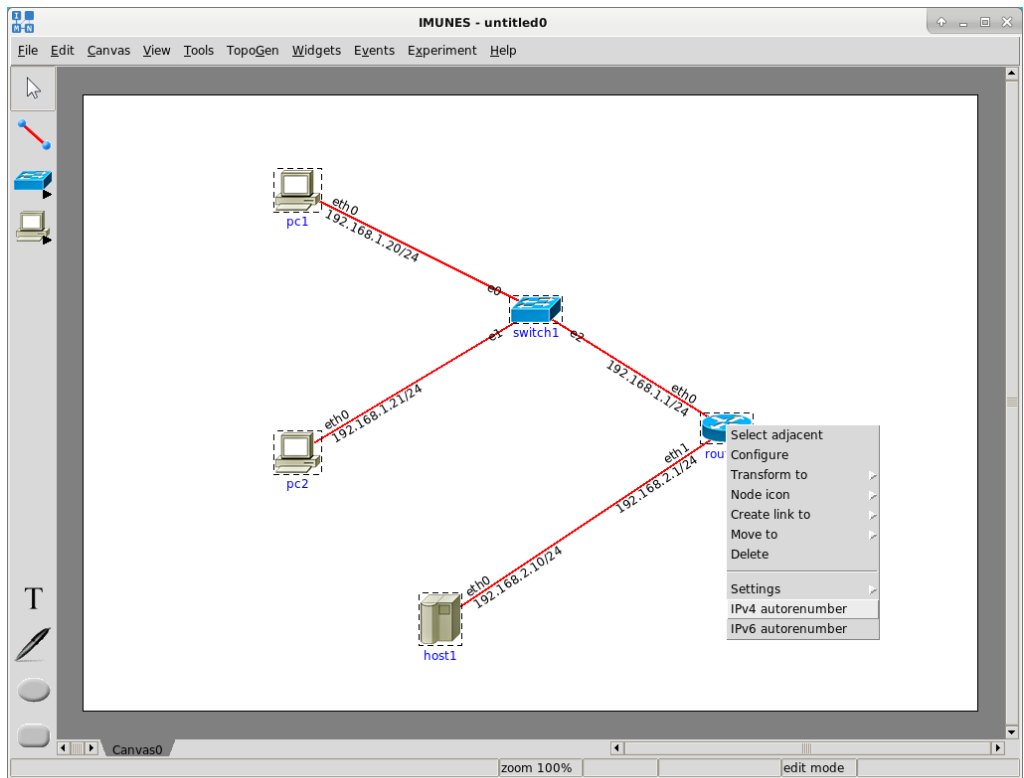 IMUNES - untitled0
File Edit Canvas View Tools TopoGen Widgets Events Experiment Help
eth0
192.168.1.20/24
pc1
e0
switch1
e1
e2
eth0
192.168.1.21/24
192.168.1.1/24
eth0
pc2
rou
eth1
192.168.2.1/24
Select adjacent
Configure
Transform to
Node icon
Create link to
Move to
Delete
Settings
IPv4 autorenumber
IPv6 autorenumber
eth0
192.168.2.10/24
host1
T
Canvas0
zoom 100%
edit mode